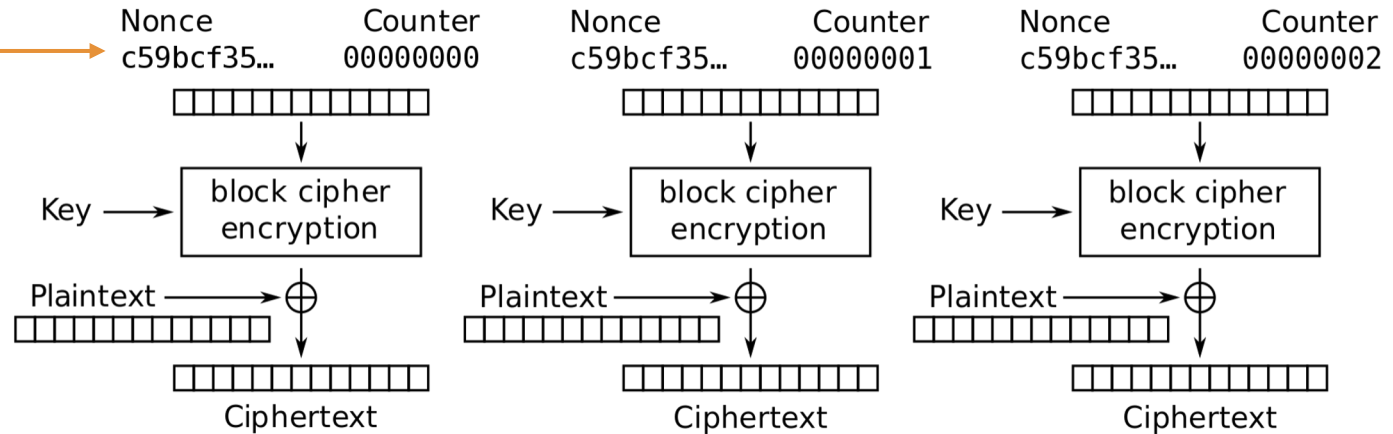 Nonce Counter Nonce Counter Nonce Counter
c59bcf35… 00000000 c59bcf35… 00000001 c59bcf35… 00000002
block cipher
encryption
Key
block cipher
encryption
Key
block cipher
encryption
Key
Plaintext Plaintext Plaintext
Ciphertext Ciphertext Ciphertext